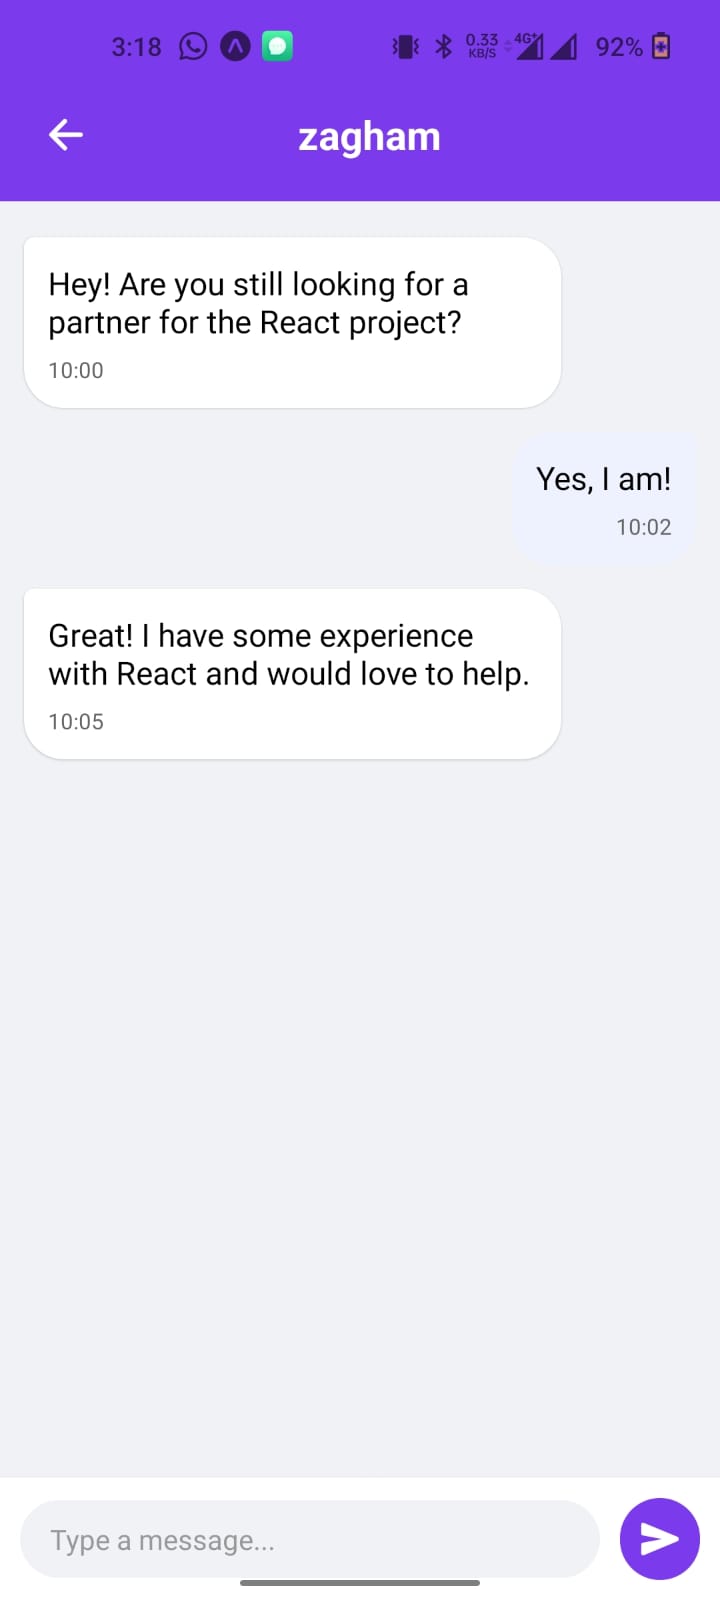 3:18 0.33 KB/S 4G+ 92%
zagham
Hey! Are you still looking for a
partner for the React project?
10:00
Yes, I am!
10:02
Great! I have some experience
with React and would love to help.
10:05
Type a message...